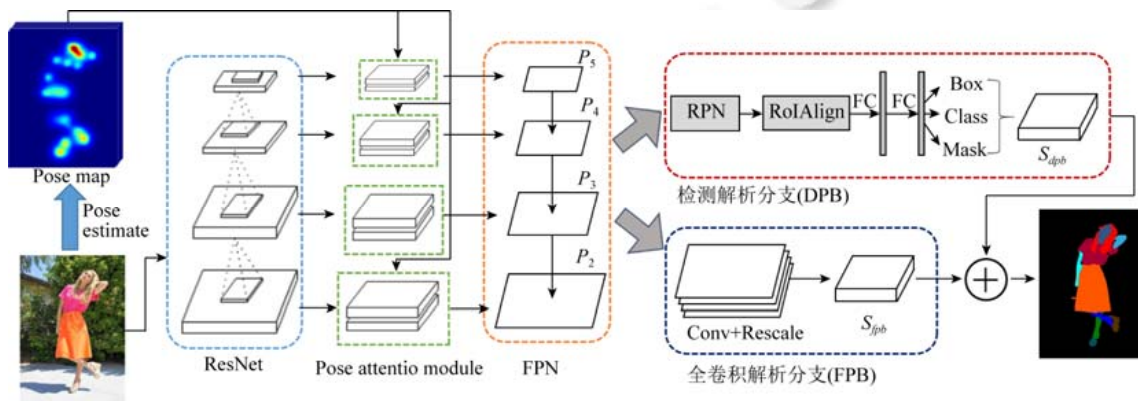 Pose map
Pose
estimate
ResNet
Pose attentio module
P5
P4
P3
P2
FPN
RPN
RoIAlign
FC
FC
Box
Class
Mask
Sdpb
检测解析分支(DPB)
Conv+Rescale
Sfpb
全卷积解析分支(FPB)